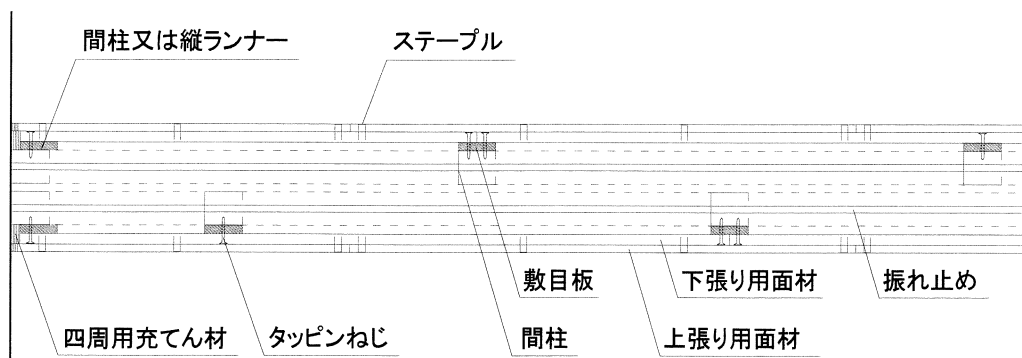 間柱又は縦ランナー
ステープル
敷目板
下張り用面材
振れ止め
四周用充てん材
タッピンねじ
間柱
上張り用面材